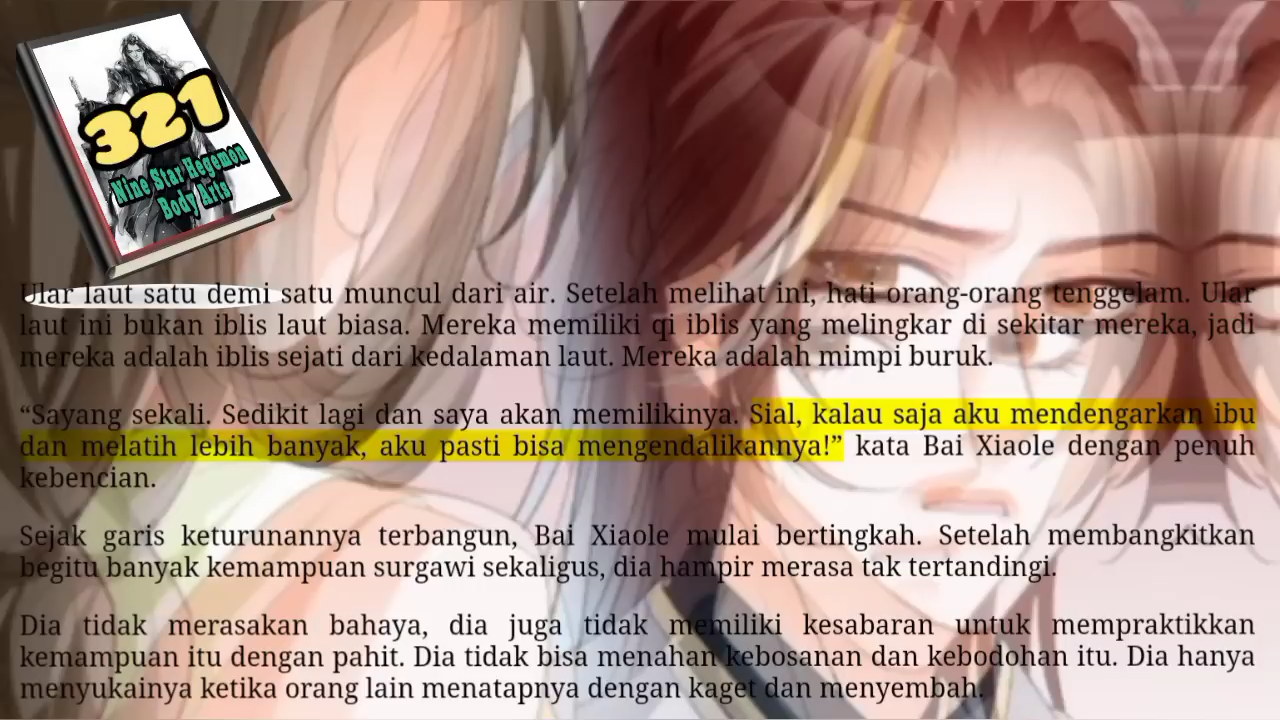 321
Nine Star Hegemon
Body Arts
Ular laut satu demi satu muncul dari air. Setelah melihat ini, hati orang-orang tenggelam. Ular
laut ini bukan iblis laut biasa. Mereka memiliki qi iblis yang melingkar di sekitar mereka, jadi
mereka adalah iblis sejati dari kedalaman laut. Mereka adalah mimpi buruk.
“Sayang sekali. Sedikit lagi dan saya akan memilikinya. Sial, kalau saja aku mendengarkan ibu
dan melatih lebih banyak, aku pasti bisa mengendalikannya!” kata Bai Xiaole dengan penuh
kebencian.
Sejak garis keturunannya terbangun, Bai Xiaole mulai bertingkah. Setelah membangkitkan
begitu banyak kemampuan surgawi sekaligus, dia hampir merasa tak tertandingi.
Dia tidak merasakan bahaya, dia juga tidak memiliki kesabaran untuk mempraktikkan
kemampuan itu dengan pahit. Dia tidak bisa menahan kebosanan dan kebodohan itu. Dia hanya
menyukainya ketika orang lain menatapnya dengan kaget dan menyembah.